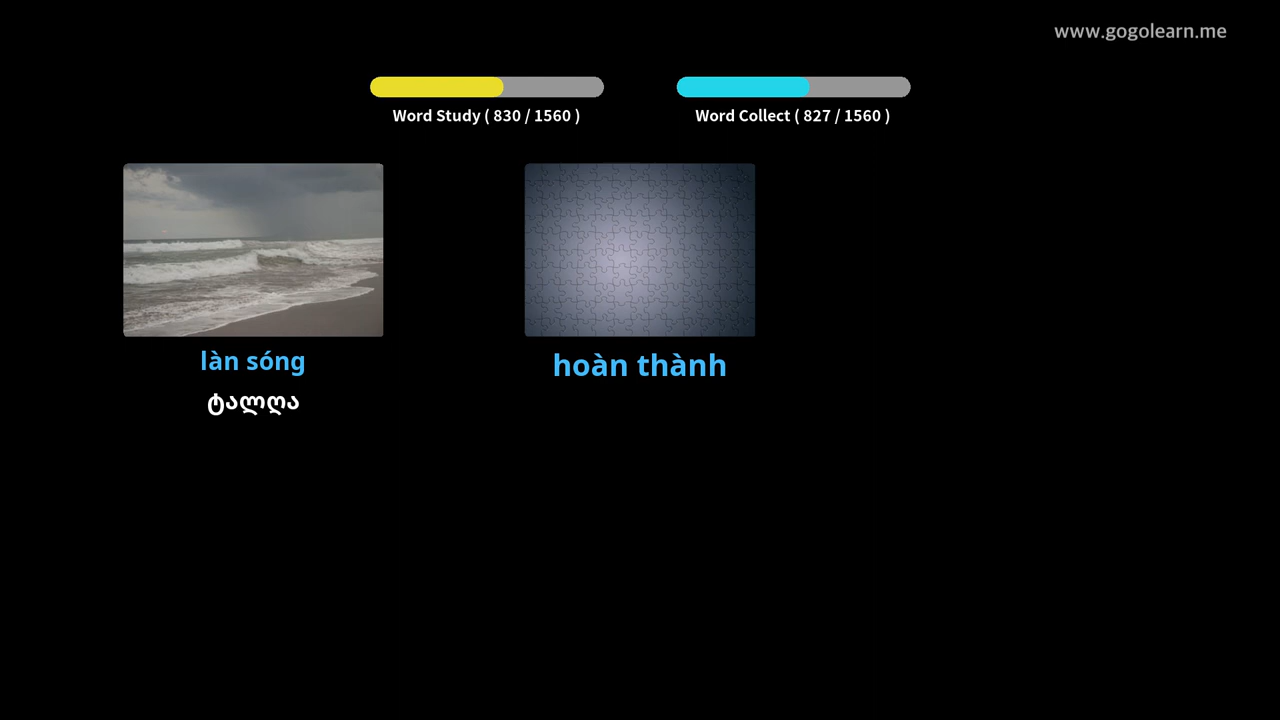 www.gogolearn.me
Word Study ( 830 / 1560 )
Word Collect ( 827 / 1560 )
làn sóng
ტალღა
hoàn thành